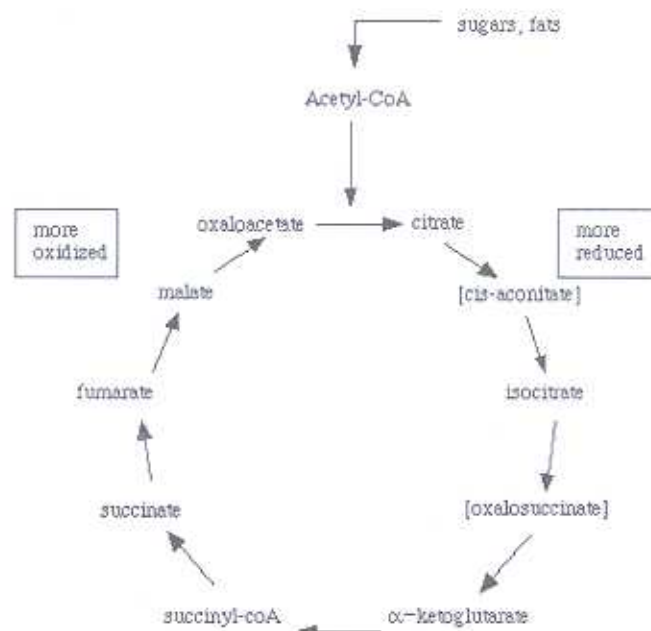 sugars, fats
Acetyl-CoA
oxaloacetate
citrate
more
oxidized
more
reduced
malate
[cis-aconitate]
fumarate
isocitrate
succinate
[oxalosuccinate]
succinyl-coA
α-ketoglutarate